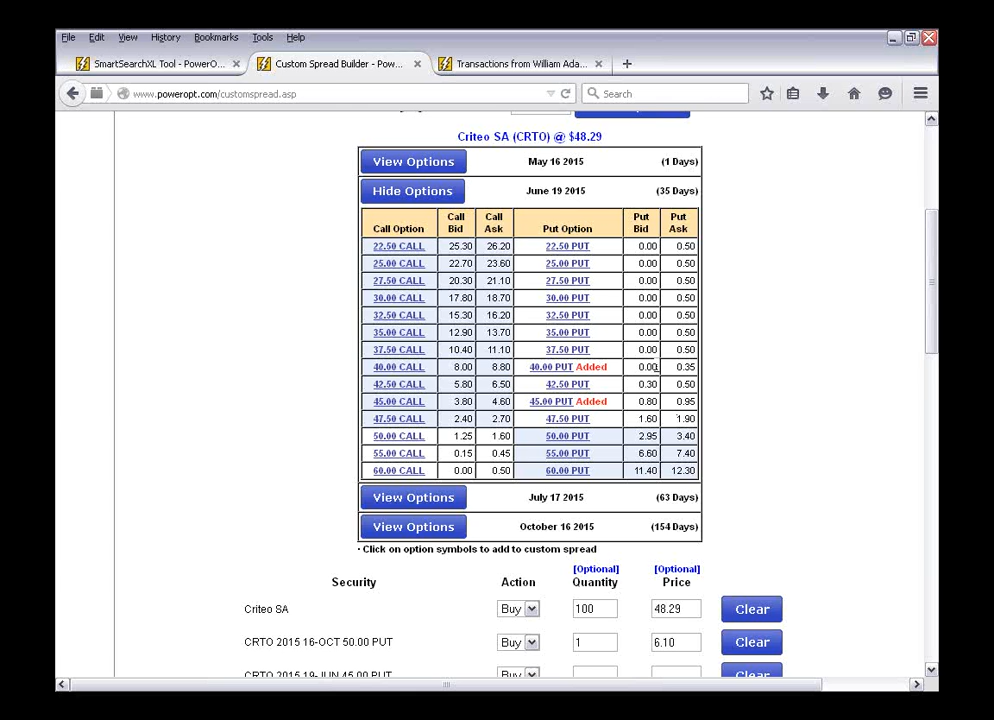 File Edit View History Bookmarks Tools Help
SmartSearchXL Tool - PowerO... × Custom Spread Builder - Pow... × Transactions from William Ada... × +
www.poweropt.com/customspread.asp Search
Criteo SA (CRTO) @ $48.29
View Options May 16 2015 (1 Days)
Hide Options June 19 2015 (35 Days)
Call Option Call Bid Call Ask Put Option Put Bid Put Ask
22.50 CALL 25.30 26.20 22.50 PUT 0.00 0.50
25.00 CALL 22.70 23.60 25.00 PUT 0.00 0.50
27.50 CALL 20.30 21.10 27.50 PUT 0.00 0.50
30.00 CALL 17.80 18.70 30.00 PUT 0.00 0.50
32.50 CALL 15.30 16.20 32.50 PUT 0.00 0.50
35.00 CALL 12.90 13.70 35.00 PUT 0.00 0.50
37.50 CALL 10.40 11.10 37.50 PUT 0.00 0.50
40.00 CALL 8.00 8.80 40.00 PUT Added 0.00 0.35
42.50 CALL 5.80 6.50 42.50 PUT 0.30 0.50
45.00 CALL 3.80 4.60 45.00 PUT Added 0.80 0.95
47.50 CALL 2.40 2.70 47.50 PUT 1.60 1.90
50.00 CALL 1.25 1.60 50.00 PUT 2.95 3.40
55.00 CALL 0.15 0.45 55.00 PUT 6.60 7.40
60.00 CALL 0.00 0.50 60.00 PUT 11.40 12.30
View Options July 17 2015 (63 Days)
View Options October 16 2015 (154 Days)
· Click on option symbols to add to custom spread
[Optional] [Optional]
Security Action Quantity Price
Criteo SA Buy 100 48.29 Clear
CRTO 2015 16-OCT 50.00 PUT Buy 1 6.10 Clear
CRTO 2015 19-JUN 45.00 PUT Buy Clear